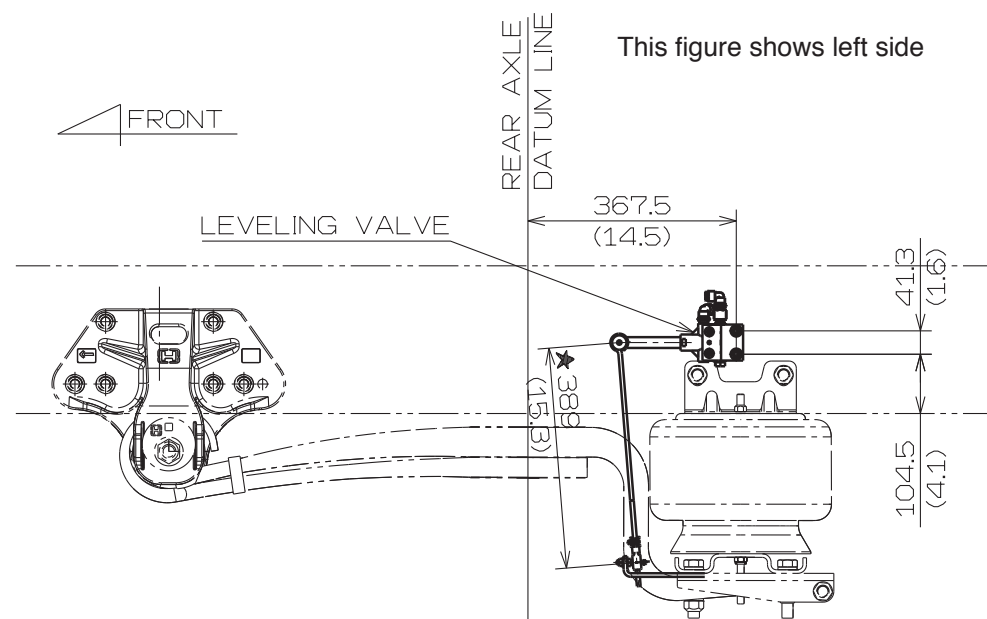 This figure shows left side
FRONT
REAR AXLE
DATUM LINE
367.5
(14.5)
LEVELING VALVE
41.3
(1.6)
★ 389
(15.3)
104.5
(4.1)